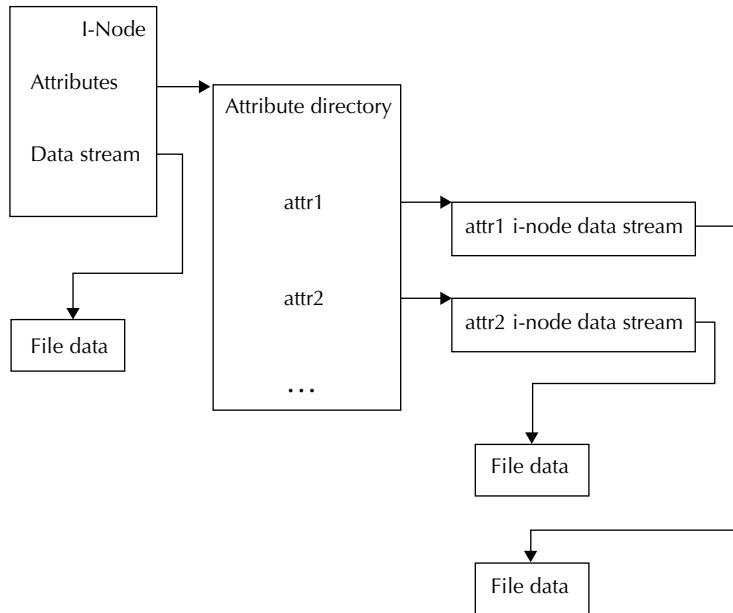 I-Node
Attributes
Data stream
File data
Attribute directory
attr1
attr2
...
attr1 i-node data stream
attr2 i-node data stream
File data
File data